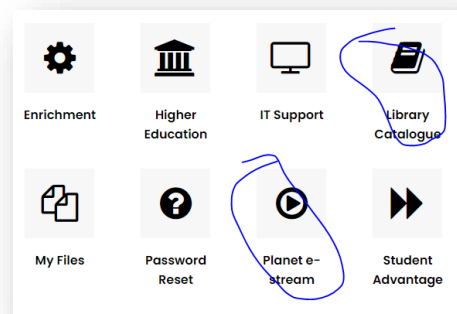 Enrichment
Higher
Education
IT Support
Library
Catalogue
My Files
Password
Reset
Planet e-
stream
Student
Advantage